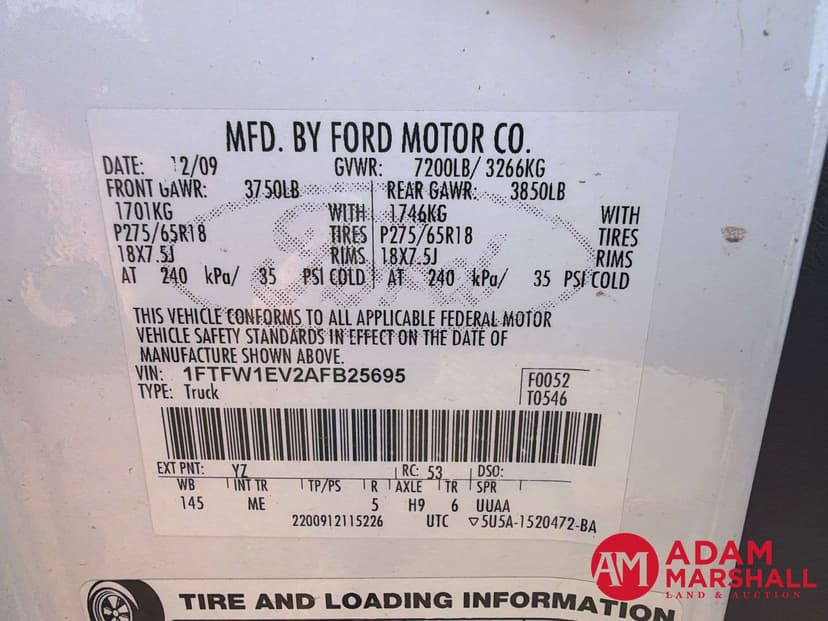 MFD. BY FORD MOTOR CO.
DATE: 12/09 GVWR: 7200LB/ 3266KG
FRONT GAWR: 3750LB REAR GAWR: 3850LB
1701KG WITH 1746KG WITH
P275/65R18 TIRES P275/65R18 TIRES
18X7.5J RIMS 18X7.5J RIMS
AT 240 kPa/ 35 PSI COLD AT 240 kPa/ 35 PSI COLD
Ford
THIS VEHICLE CONFORMS TO ALL APPLICABLE FEDERAL MOTOR
VEHICLE SAFETY STANDARDS IN EFFECT ON THE DATE OF
MANUFACTURE SHOWN ABOVE.
VIN: 1FTFW1EV2AFB25695 F0052
TYPE: Truck T0546
EXT PNT: YZ RC: 53 DSO:
WB INT TR TP/PS R AXLE TR SPR
145 ME 5 H9 6 UUAA
2200912115226 UTC ▽5U5A-1520472-BA
AM ADAM
MARSHALL
LAND & AUCTION
TIRE AND LOADING INFORMATION